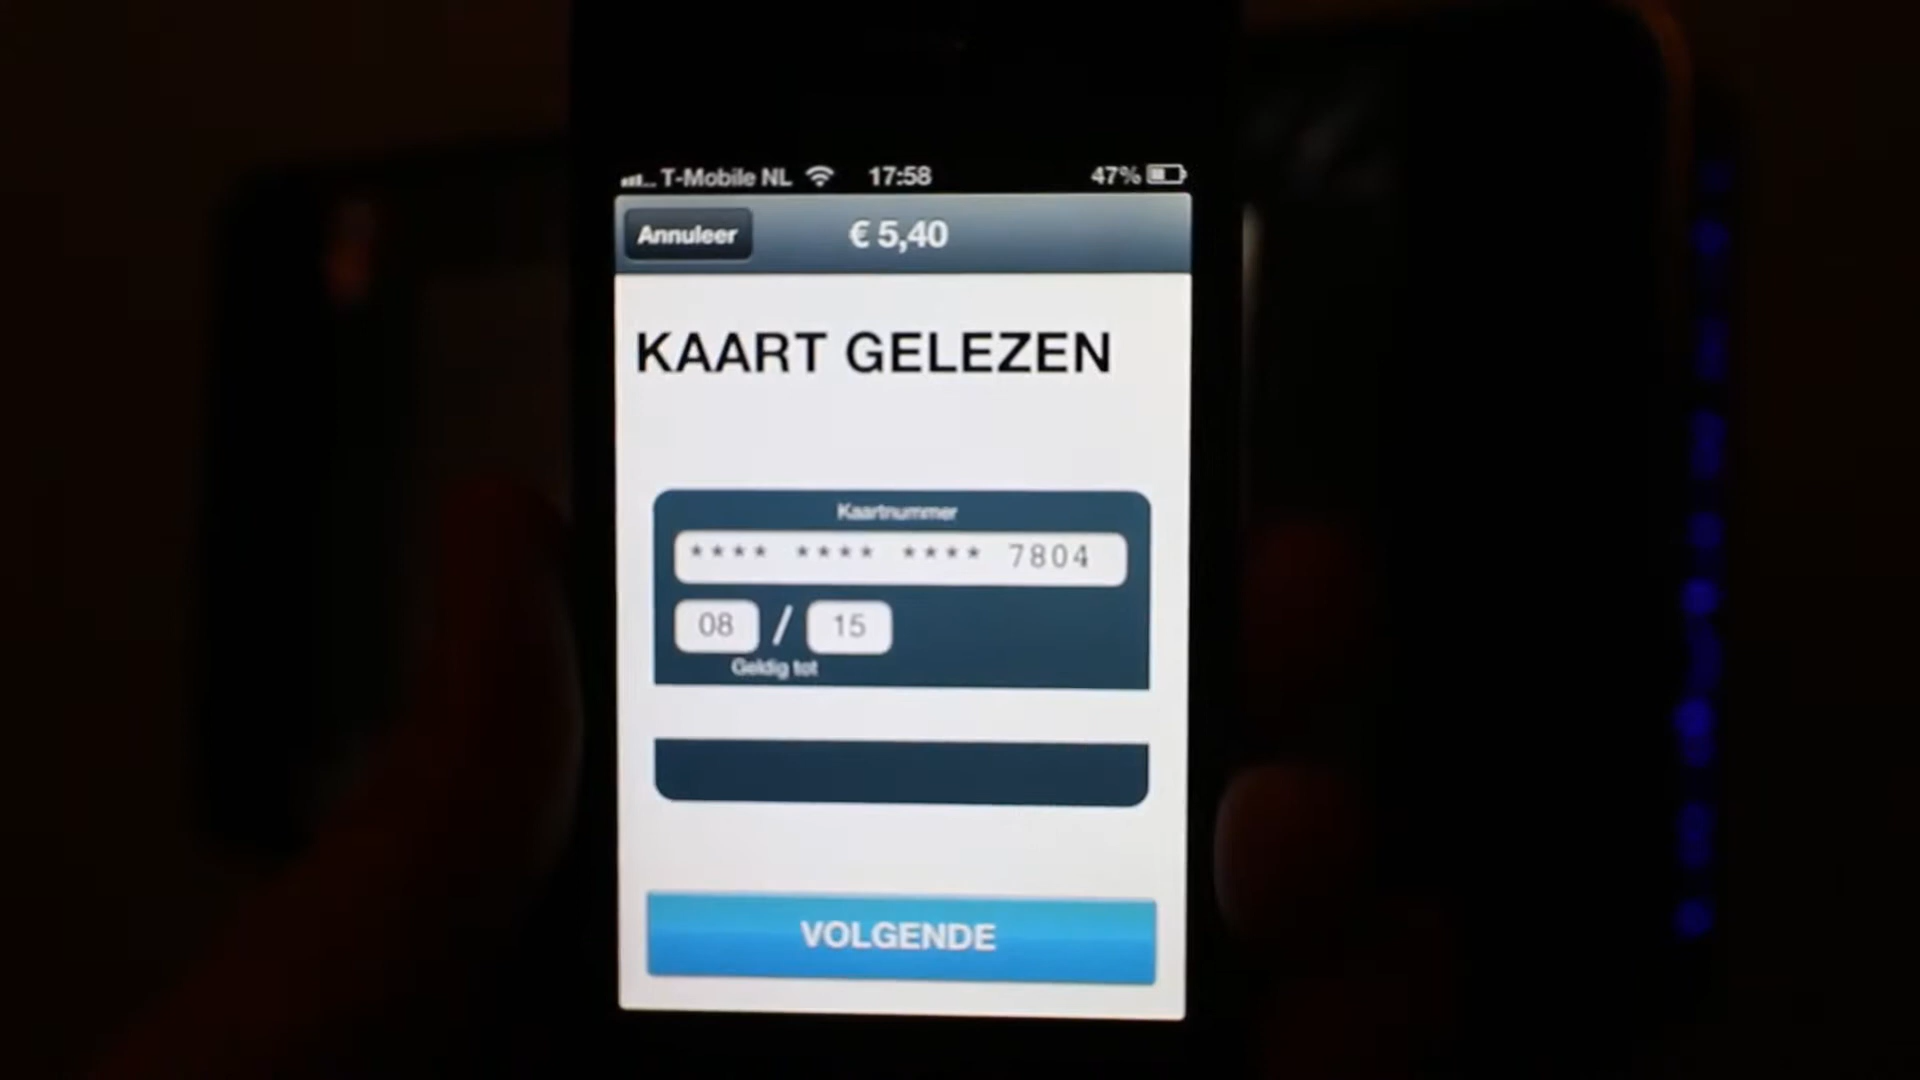 T-Mobile NL 17:58 47%
Annuleer € 5,40
KAART GELEZEN
Kaartnummer
**** **** **** 7804
08 / 15
Geldig tot
VOLGENDE